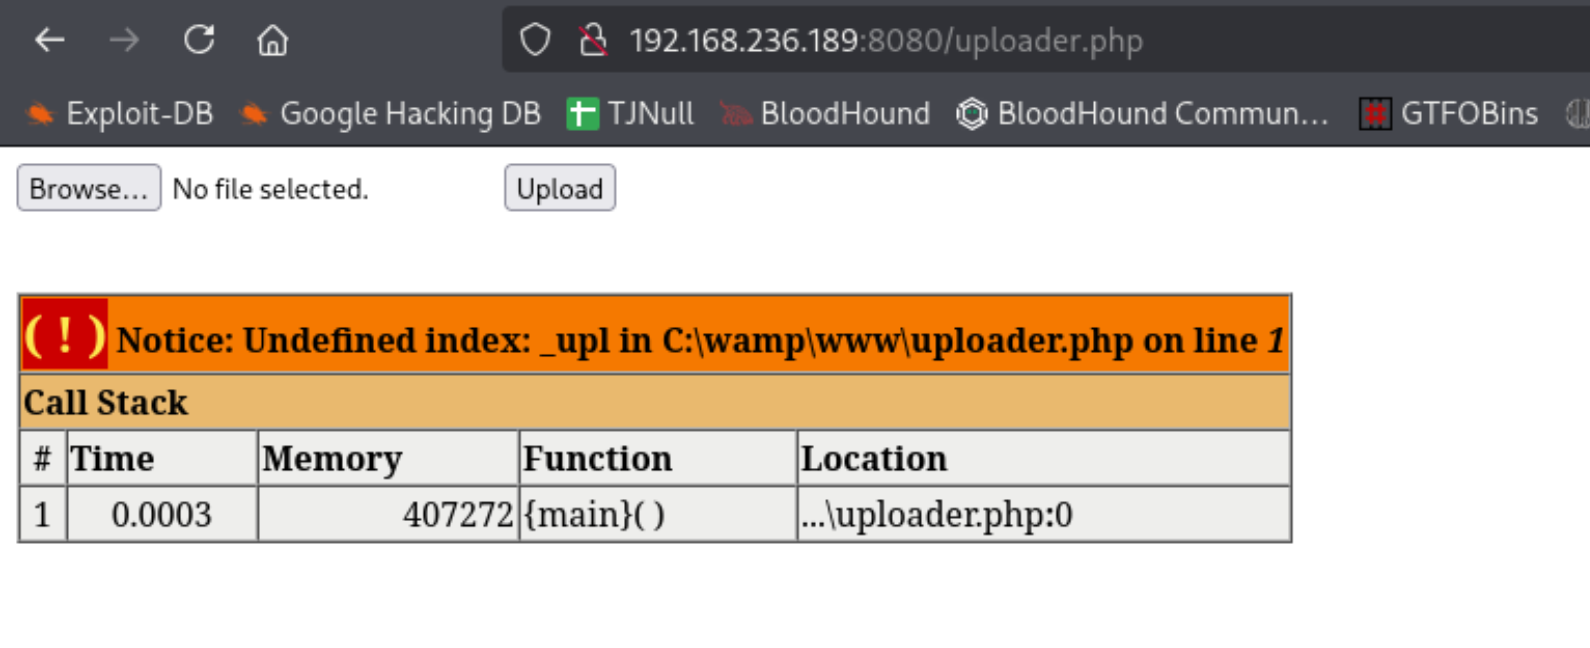 192.168.236.189:8080/uploader.php
Exploit-DB Google Hacking DB TJNull BloodHound BloodHound Commun... GTFOBins
Browse... No file selected. Upload
( ! ) Notice: Undefined index: _upl in C:\wamp\www\uploader.php on line 1
Call Stack
# Time Memory Function Location
1 0.0003 407272 {main}( ) ...\uploader.php:0